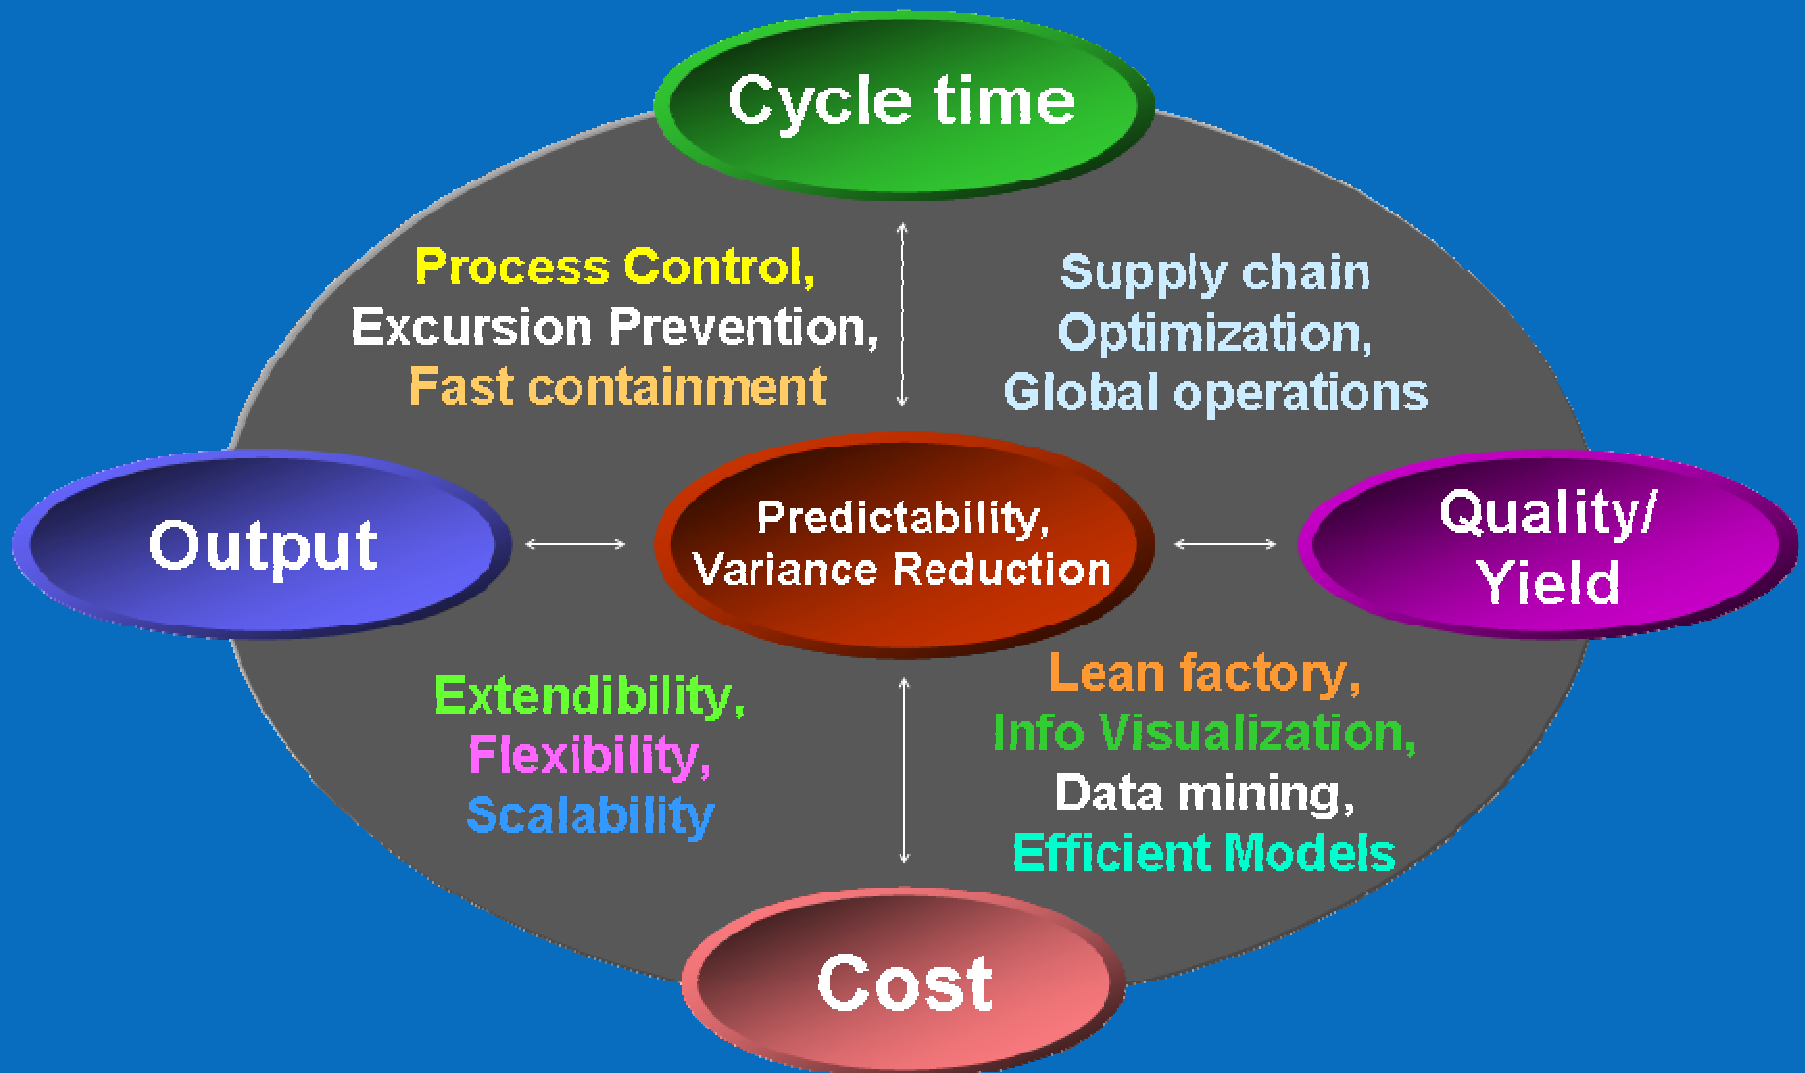 Cycle time
Process Control,
Excursion Prevention,
Fast containment
Supply chain
Optimization,
Global operations
Output
Predictability,
Variance Reduction
Quality/
Yield
Extendibility,
Flexibility,
Scalability
Lean factory,
Info Visualization,
Data mining,
Efficient Models
Cost